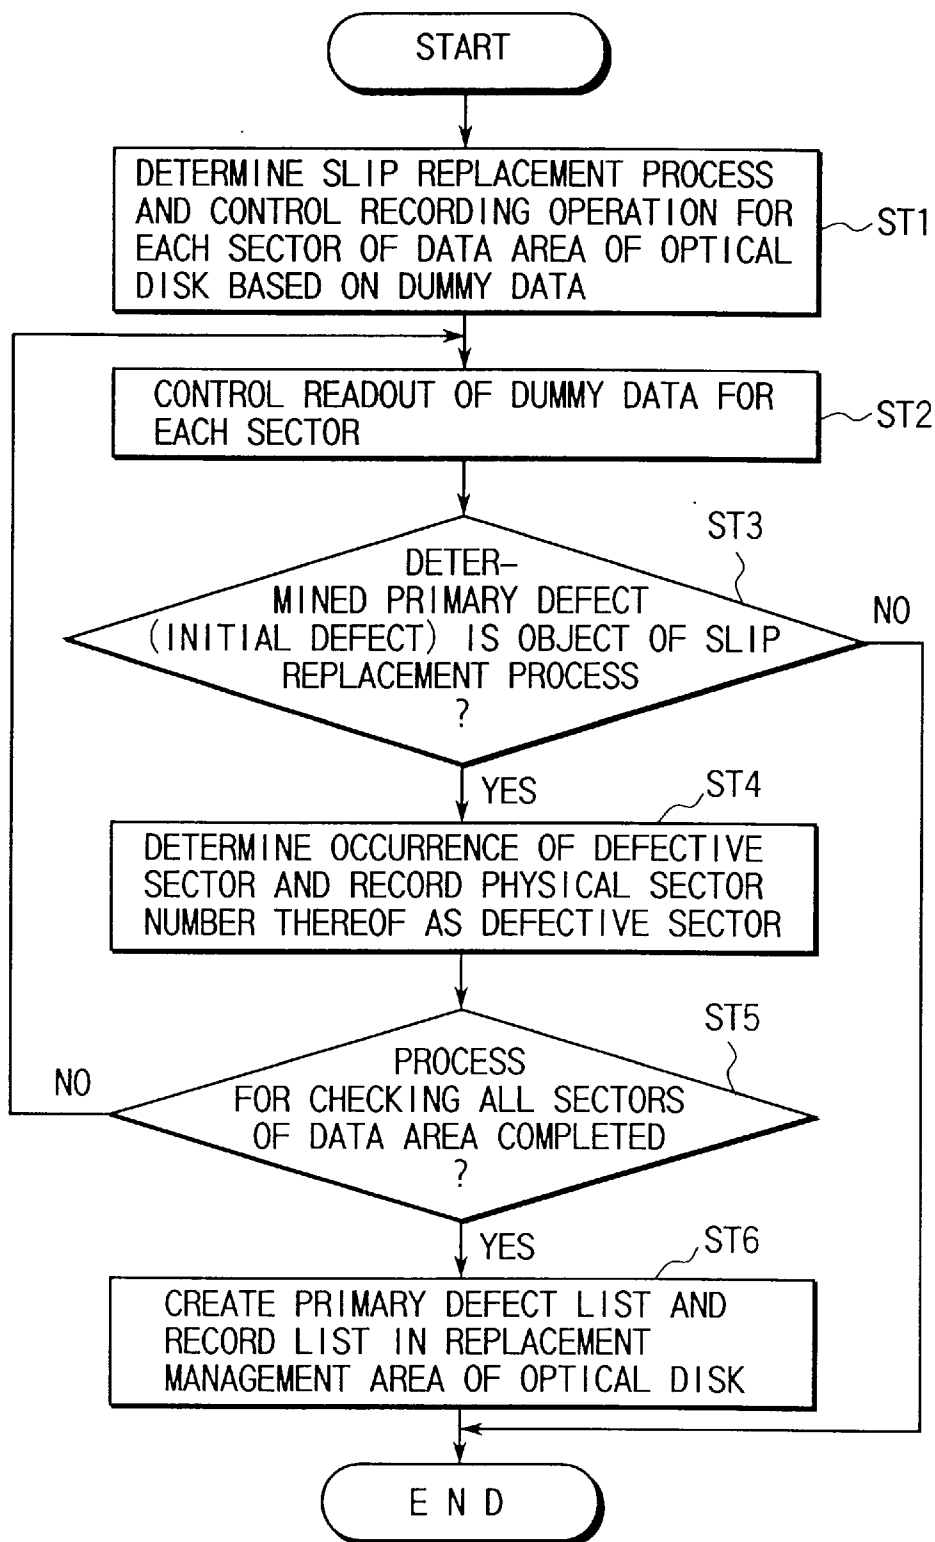 START
DETERMINE SLIP REPLACEMENT PROCESS
AND CONTROL RECORDING OPERATION FOR
EACH SECTOR OF DATA AREA OF OPTICAL
DISK BASED ON DUMMY DATA
ST1
CONTROL READOUT OF DUMMY DATA FOR
EACH SECTOR
ST2
ST3
DETER-
MINED PRIMARY DEFECT
(INITIAL DEFECT) IS OBJECT OF SLIP
REPLACEMENT PROCESS
?
NO
YES
ST4
DETERMINE OCCURRENCE OF DEFECTIVE
SECTOR AND RECORD PHYSICAL SECTOR
NUMBER THEREOF AS DEFECTIVE SECTOR
ST5
PROCESS
FOR CHECKING ALL SECTORS
OF DATA AREA COMPLETED
?
NO
YES
ST6
CREATE PRIMARY DEFECT LIST AND
RECORD LIST IN REPLACEMENT
MANAGEMENT AREA OF OPTICAL DISK
END